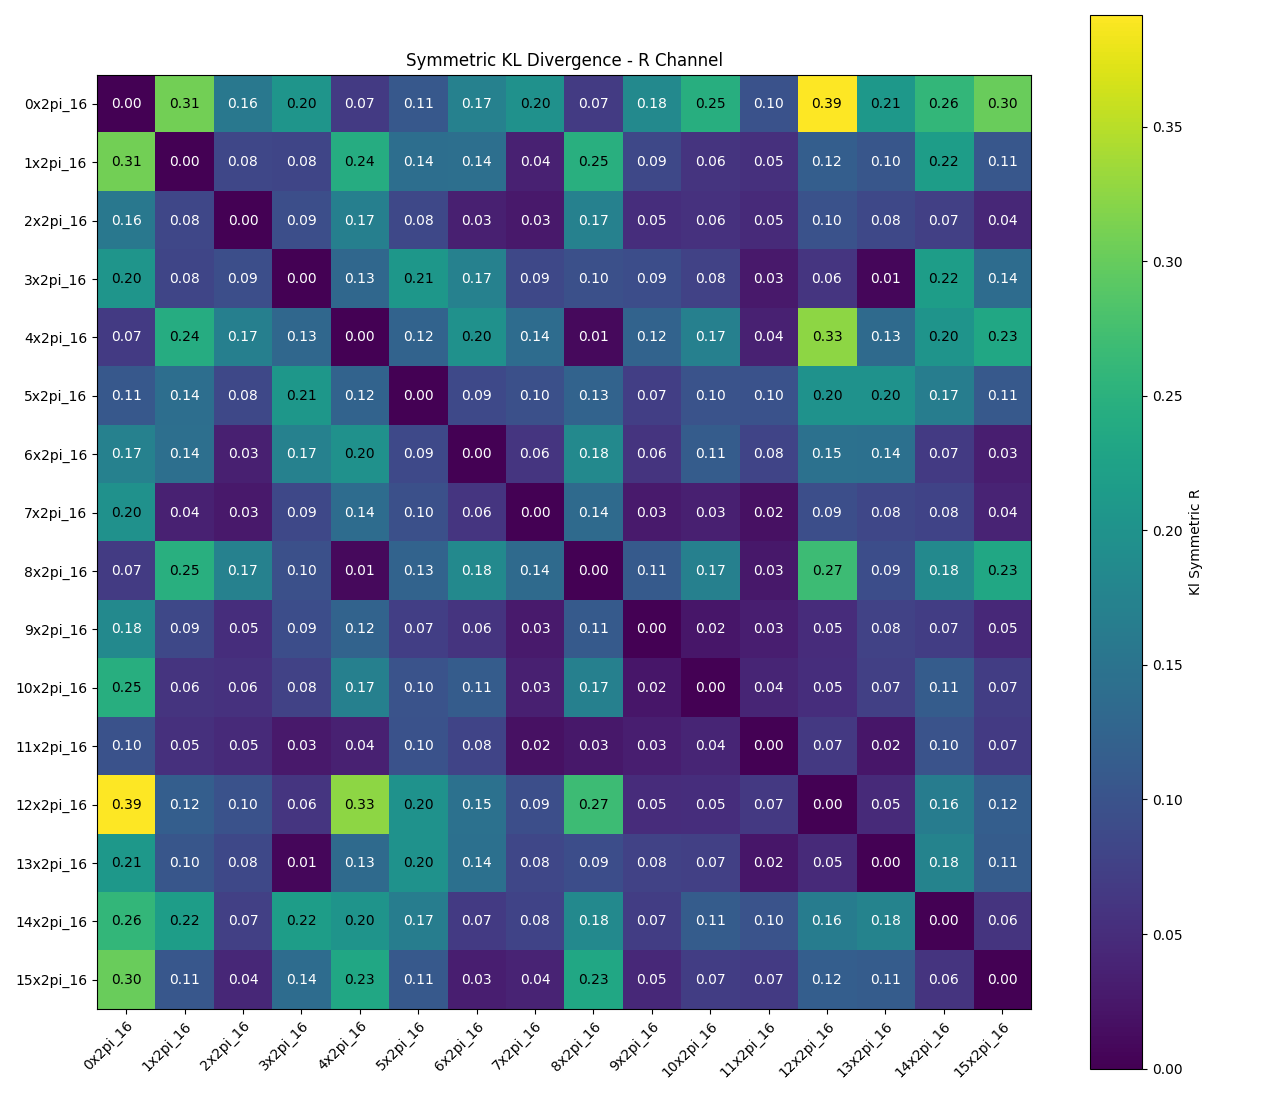 Symmetric KL Divergence - R Channel
0x2pi_16 0.00 0.31 0.16 0.20 0.07 0.11 0.17 0.20 0.07 0.18 0.25 0.10 0.39 0.21 0.26 0.30
1x2pi_16 0.31 0.00 0.08 0.08 0.24 0.14 0.14 0.04 0.25 0.09 0.06 0.05 0.12 0.10 0.22 0.11
2x2pi_16 0.16 0.08 0.00 0.09 0.17 0.08 0.03 0.03 0.17 0.05 0.06 0.05 0.10 0.08 0.07 0.04
3x2pi_16 0.20 0.08 0.09 0.00 0.13 0.21 0.17 0.09 0.10 0.09 0.08 0.03 0.06 0.01 0.22 0.14
4x2pi_16 0.07 0.24 0.17 0.13 0.00 0.12 0.20 0.14 0.01 0.12 0.17 0.04 0.33 0.13 0.20 0.23
5x2pi_16 0.11 0.14 0.08 0.21 0.12 0.00 0.09 0.10 0.13 0.07 0.10 0.10 0.20 0.20 0.17 0.11
6x2pi_16 0.17 0.14 0.03 0.17 0.20 0.09 0.00 0.06 0.18 0.06 0.11 0.08 0.15 0.14 0.07 0.03
7x2pi_16 0.20 0.04 0.03 0.09 0.14 0.10 0.06 0.00 0.14 0.03 0.03 0.02 0.09 0.08 0.08 0.04
8x2pi_16 0.07 0.25 0.17 0.10 0.01 0.13 0.18 0.14 0.00 0.11 0.17 0.03 0.27 0.09 0.18 0.23
9x2pi_16 0.18 0.09 0.05 0.09 0.12 0.07 0.06 0.03 0.11 0.00 0.02 0.03 0.05 0.08 0.07 0.05
10x2pi_16 0.25 0.06 0.06 0.08 0.17 0.10 0.11 0.03 0.17 0.02 0.00 0.04 0.05 0.07 0.11 0.07
11x2pi_16 0.10 0.05 0.05 0.03 0.04 0.10 0.08 0.02 0.03 0.03 0.04 0.00 0.07 0.02 0.10 0.07
12x2pi_16 0.39 0.12 0.10 0.06 0.33 0.20 0.15 0.09 0.27 0.05 0.05 0.07 0.00 0.05 0.16 0.12
13x2pi_16 0.21 0.10 0.08 0.01 0.13 0.20 0.14 0.08 0.09 0.08 0.07 0.02 0.05 0.00 0.18 0.11
14x2pi_16 0.26 0.22 0.07 0.22 0.20 0.17 0.07 0.08 0.18 0.07 0.11 0.10 0.16 0.18 0.00 0.06
15x2pi_16 0.30 0.11 0.04 0.14 0.23 0.11 0.03 0.04 0.23 0.05 0.07 0.07 0.12 0.11 0.06 0.00
0x2pi_16 1x2pi_16 2x2pi_16 3x2pi_16 4x2pi_16 5x2pi_16 6x2pi_16 7x2pi_16 8x2pi_16 9x2pi_16 10x2pi_16 11x2pi_16 12x2pi_16 13x2pi_16 14x2pi_16 15x2pi_16
0.35
0.30
0.25
0.20
0.15
0.10
0.05
0.00
Kl Symmetric R